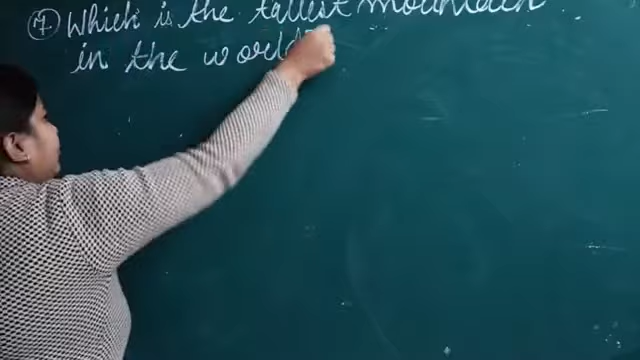 7. Which is the tallest mountain
in the world